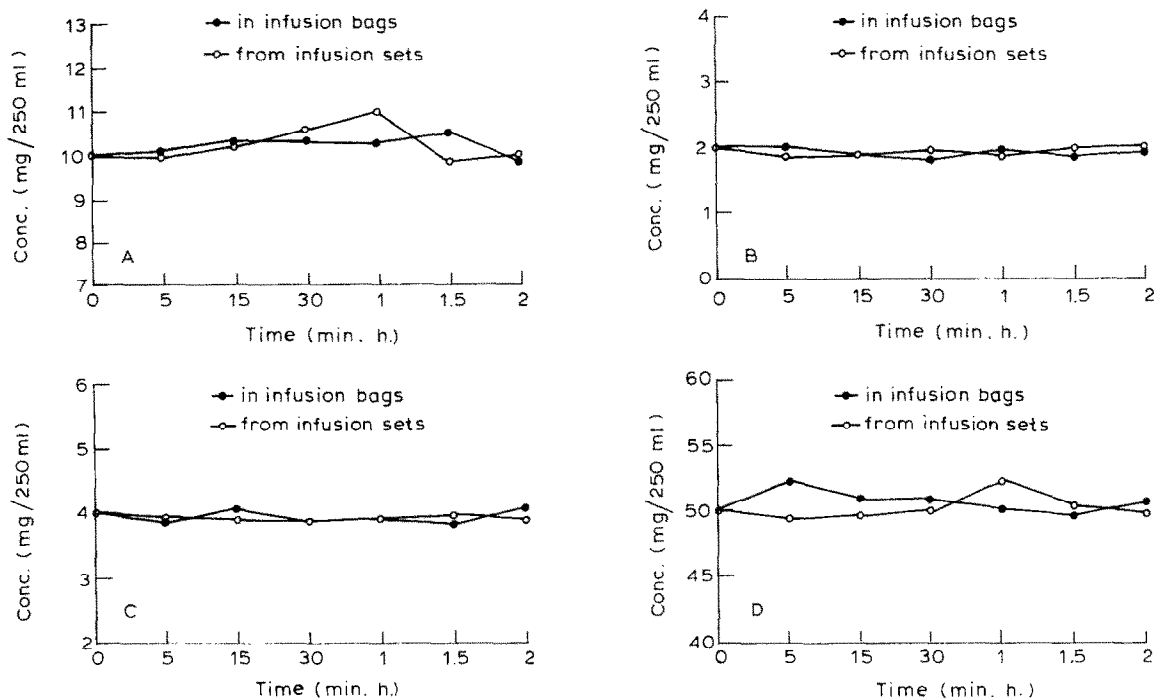 in infusion bags
from infusion sets
Conc. (mg/250 ml)
13
12
11
10
9
8
7
A
0 5 15 30 1 1.5 2
Time (min. h.)
in infusion bags
from infusion sets
Conc. (mg/250 ml)
4
3
2
1
0
B
0 5 15 30 1 1.5 2
Time (min. h.)
in infusion bags
from infusion sets
Conc. (mg/250 ml)
6
5
4
3
2
C
0 5 15 30 1 1.5 2
Time (min. h.)
in infusion bags
from infusion sets
Conc. (mg/250 ml)
60
55
50
45
40
D
0 5 15 30 1 1.5 2
Time (min. h.)